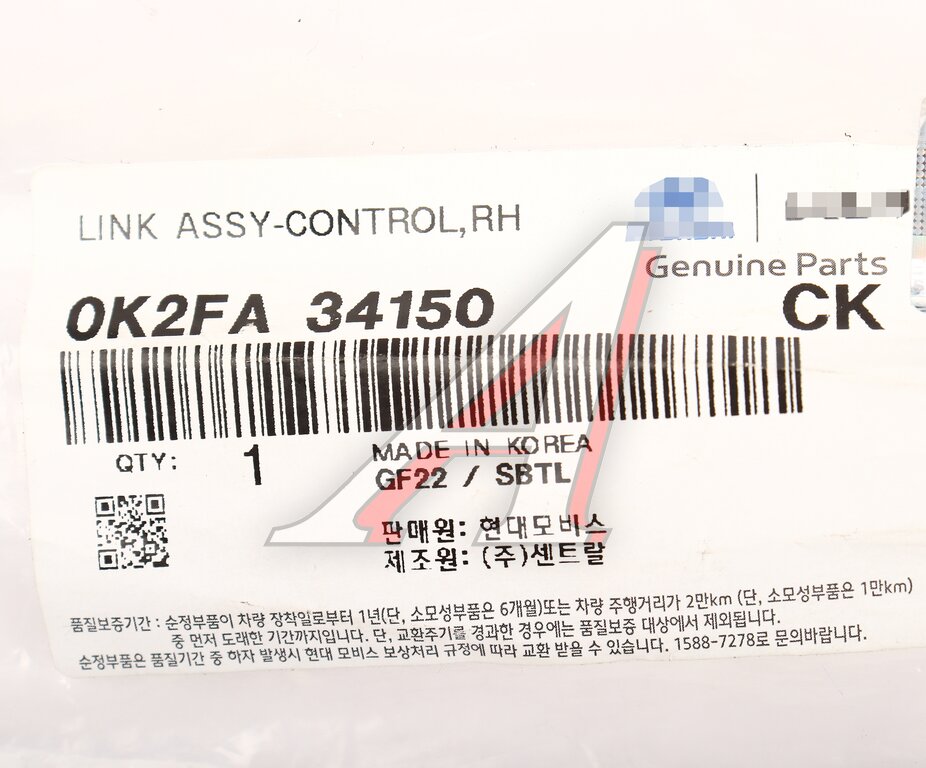 LINK ASSY-CONTROL,RH
Genuine Parts
0K2FA 34150
CK
QTY: 1
MADE IN KOREA
GF22 / SBTL
판매원: 현대모비스
제조원: (주)센트랄
품질보증기간 : 순정부품이 차량 장착일로부터 1년(단, 소모성부품은 6개월)또는 차량 주행거리가 2만km (단, 소모성부품은 1만km)
중 먼저 도래한 기간까지입니다. 단, 교환주기를 경과한 경우에는 품질보증 대상에서 제외됩니다.
순정부품은 품질기간 중 하자 발생시 현대 모비스 보상처리 규정에 따라 교환 받을 수 있습니다. 1588-7278로 문의바랍니다.